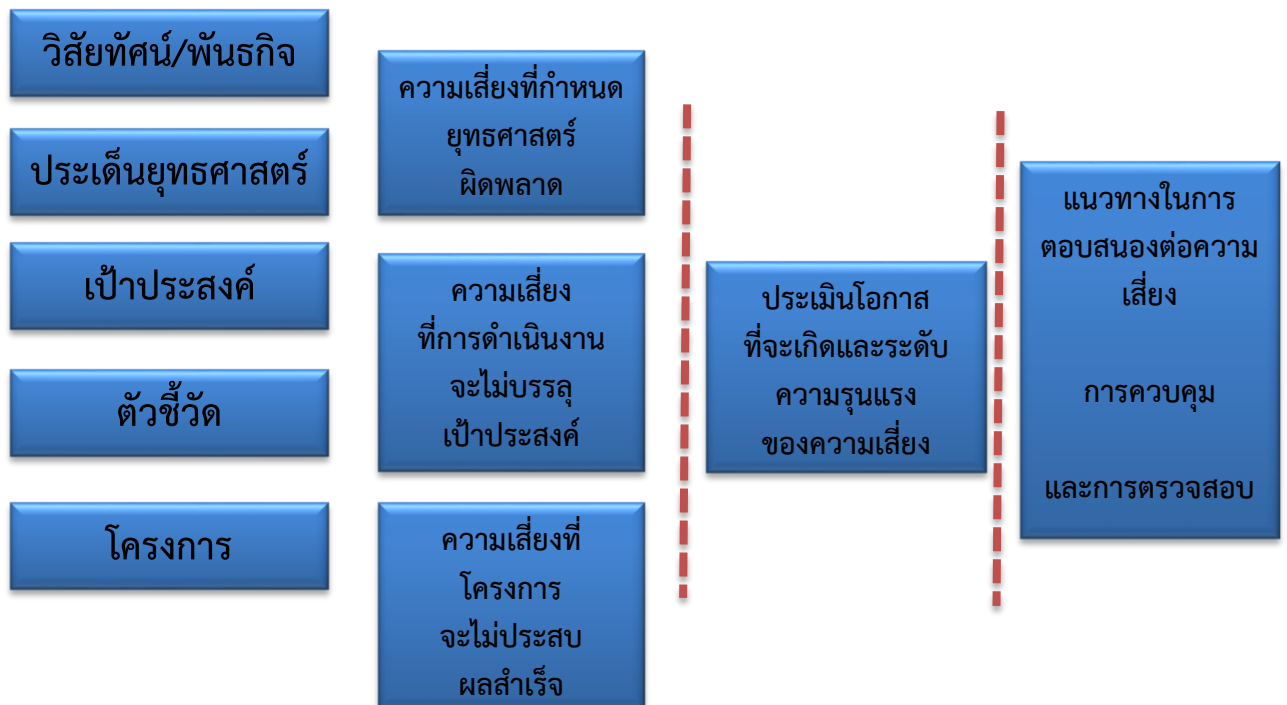 วิสัยทัศน์/พันธกิจ
ประเด็นยุทธศาสตร์
เป้าประสงค์
ตัวชี้วัด
โครงการ
ความเสี่ยงที่กำหนด
ยุทธศาสตร์
ผิดพลาด
ความเสี่ยง
ที่การดำเนินงาน
จะไม่บรรลุ
เป้าประสงค์
ความเสี่ยงที่
โครงการ
จะไม่ประสบ
ผลสำเร็จ
ประเมินโอกาส
ที่จะเกิดและระดับ
ความรุนแรง
ของความเสี่ยง
แนวทางในการ
ตอบสนองต่อความ
เสี่ยง
การควบคุม
และการตรวจสอบ